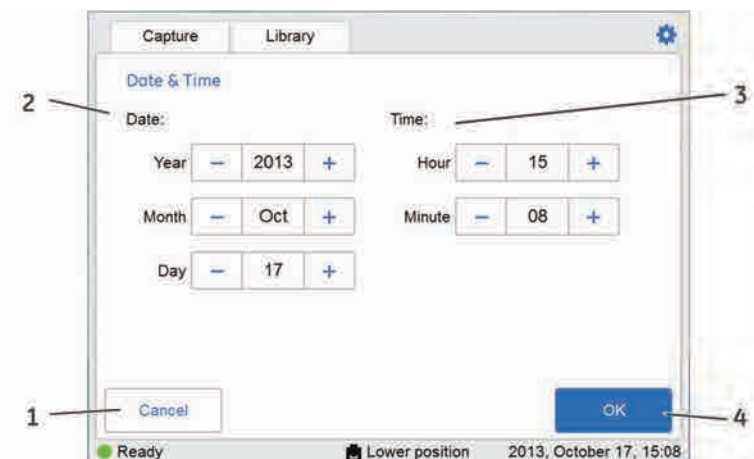 Capture Library
Date & Time
2 3
Date: Time:
Year − 2013 + Hour − 15 +
Month − Oct + Minute − 08 +
Day − 17 +
1 Cancel OK 4
Ready Lower position 2013, October 17, 15:08